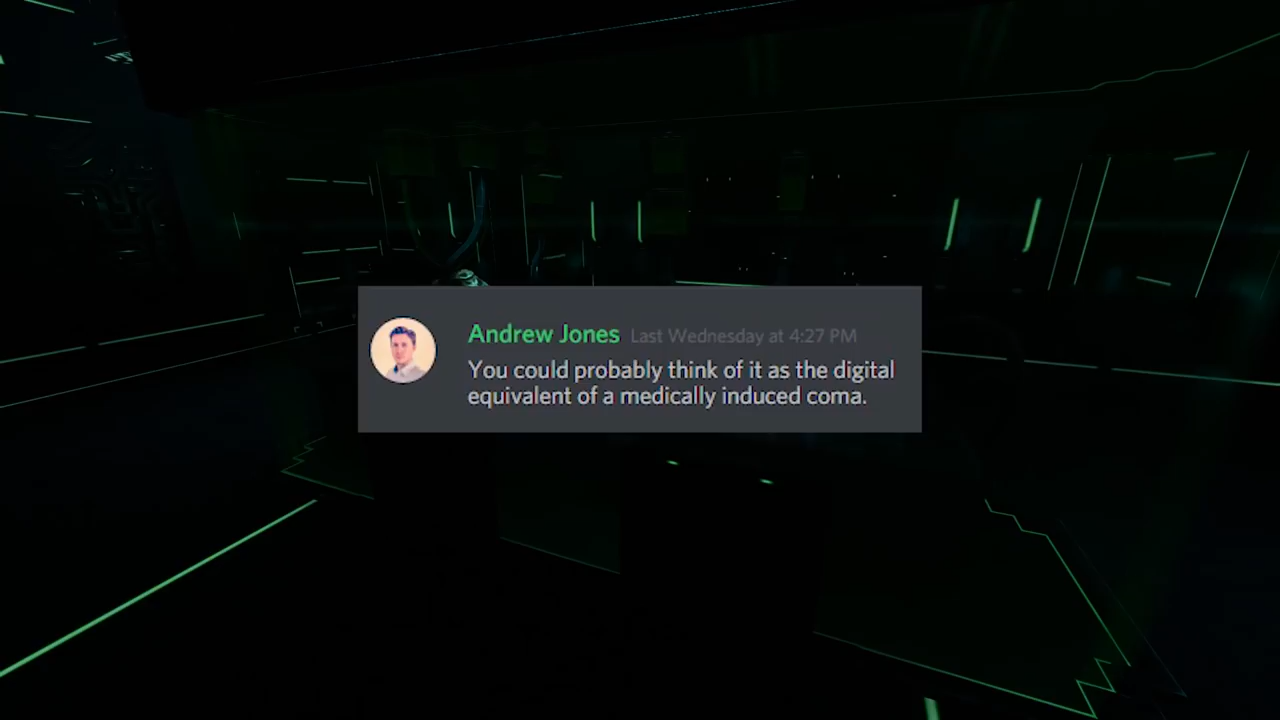 Andrew Jones Last Wednesday at 4:27 PM
You could probably think of it as the digital
equivalent of a medically induced coma.